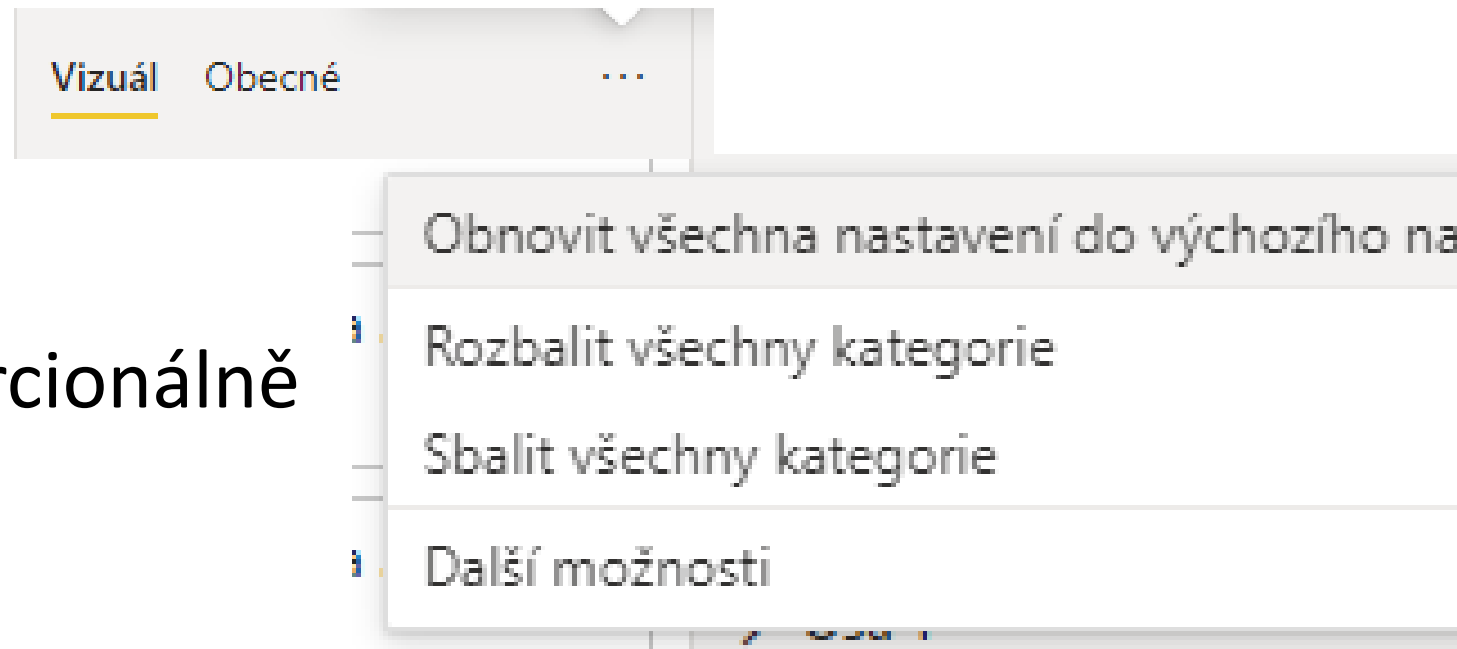 Vizuál Obecné ...
Obnovit všechna nastavení do výchozího na
Rozbalit všechny kategorie
rcionálně
Sbalit všechny kategorie
Další možnosti